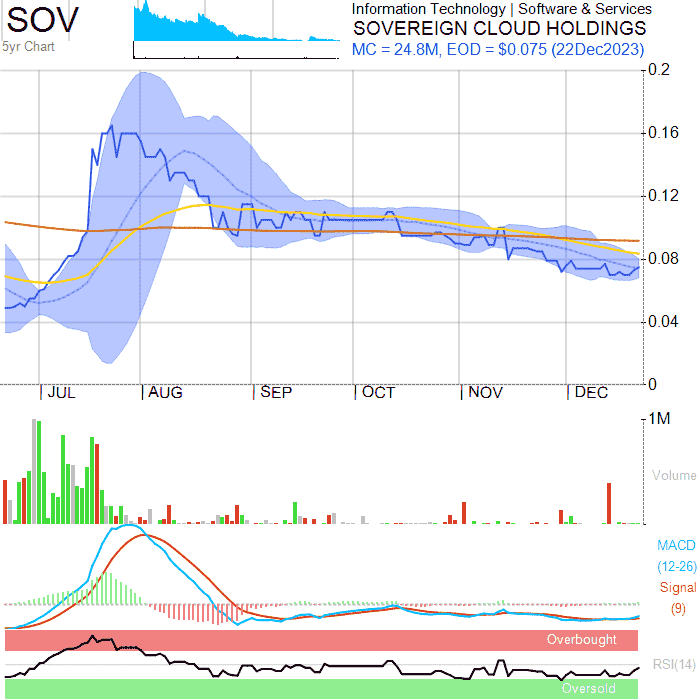 SOV
5yr Chart
Information Technology | Software & Services
SOVEREIGN CLOUD HOLDINGS
MC = 24.8M, EOD = $0.075 (22Dec2023)
0.2
0.16
0.12
0.08
0.04
0
JUL AUG SEP OCT NOV DEC
1M
Volume
MACD
(12-26)
Signal
(9)
Overbought
RSI(14)
Oversold